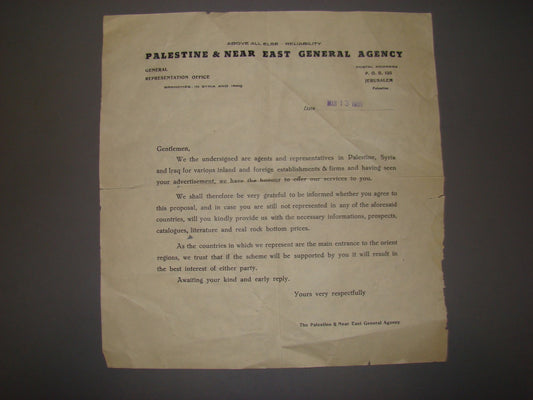 ABOVE ALL ELSE - RELIABILITY
PALESTINE & NEAR EAST GENERAL AGENCY
GENERAL
REPRESENTATION OFFICE
BRANCHES: IN SYRIA AND IRAQ
POSTAL ADDRESS
P. O. B.
JERUSALEM
Palestine
Date MAR 13
Gentlemen,
We the undersigned are agents and representatives in Palestine, Syria
and Iraq for various inland and foreign establishments & firms and having seen
your advertisement, we have the honour to offer our services to you.
We shall therefore be very grateful to be informed whether you agree to
this proposal, and in case you are still not represented in any of the aforesaid
countries, will you kindly provide us with the necessary informations, prospects,
catalogues, literature and real rock bottom prices.
As the countries in which we represent are the main entrance to the orient
regions, we trust that if the scheme will be supported by you it will result in
the best interest of either party.
Awaiting your kind and early reply.
Yours very respectfully
The Palestine & Near East General Agency